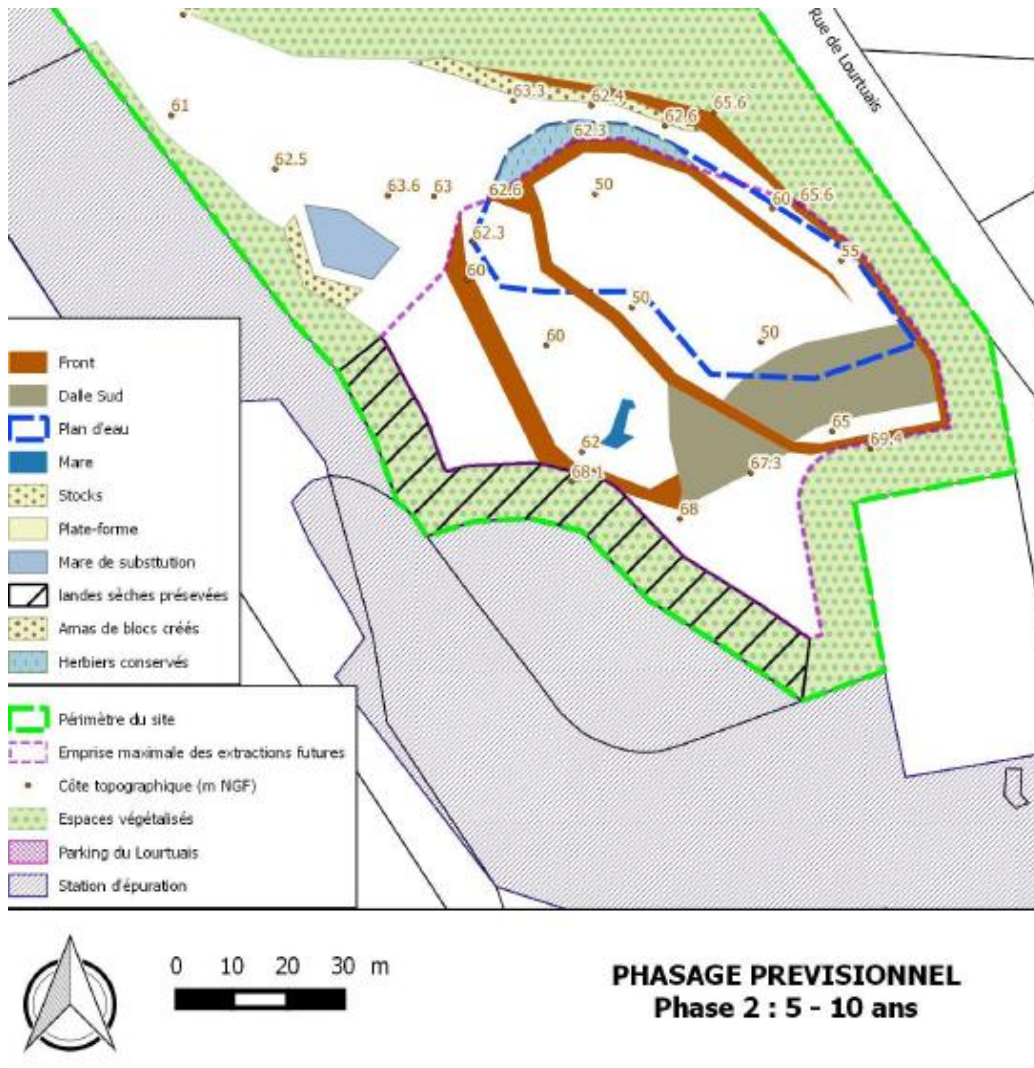 Rue de Lourtuais
61
62.5
63.6
63
63.3
62.4
62.6
65.6
62.3
62.6
50
60
65.6
62.3
55
60
50
50
60
65
62
69.4
68.1
67.3
68
Front
Dalle Sud
Plan d'eau
Mare
Stocks
Plate-forme
Mare de substtution
landes sèches présevées
Amas de blocs créés
Herbiers conservés
Périmètre du site
Emprise maximale des extractions futures
Côte topographique (m NGF)
Espaces végétalisés
Parking du Lourtuais
Station d'épuration
0 10 20 30 m
PHASAGE PREVISIONNEL
Phase 2 : 5 - 10 ans